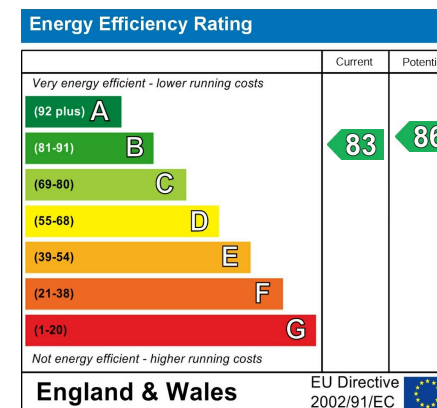 Energy Efficiency Rating
Current Potenti
Very energy efficient - lower running costs
(92 plus) A
(81-91) B
83 86
(69-80) C
(55-68) D
(39-54) E
(21-38) F
(1-20) G
Not energy efficient - higher running costs
England & Wales
EU Directive
2002/91/EC